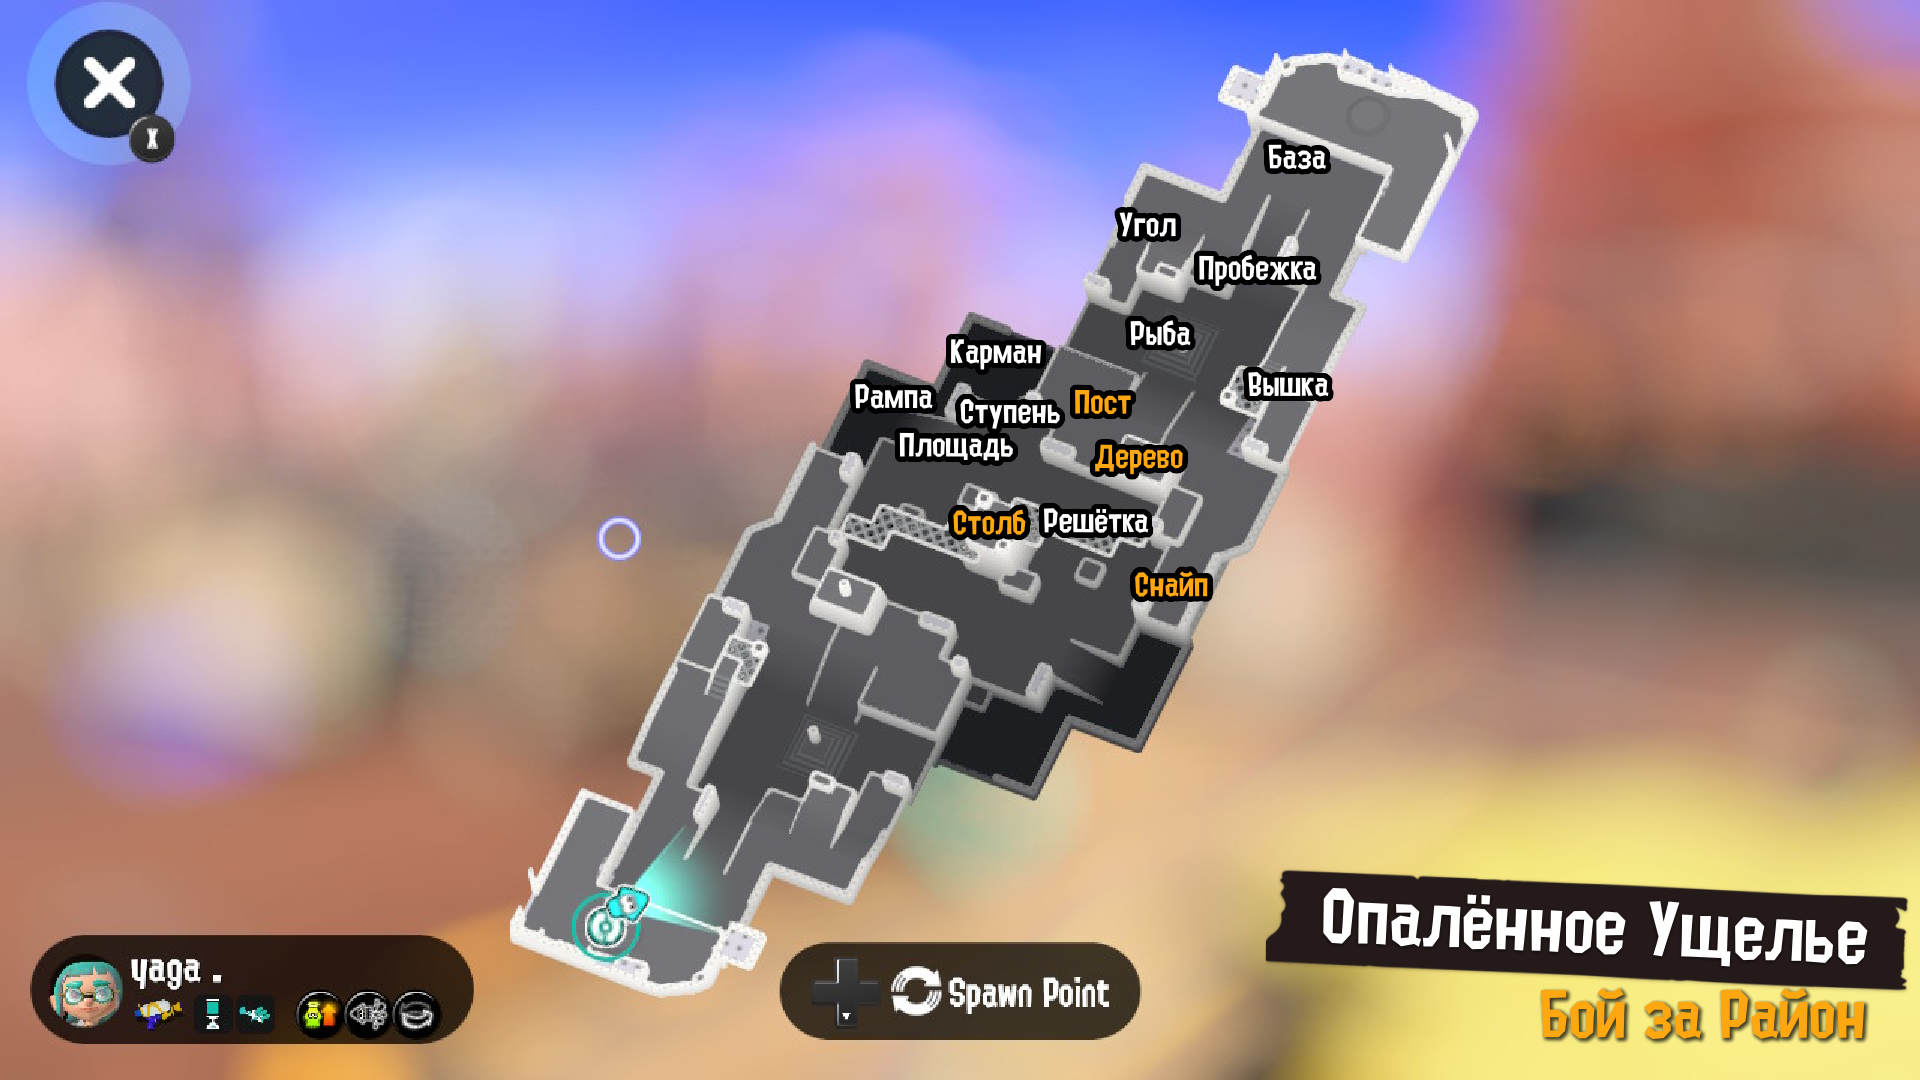 База
Угол
Пробежка
Рыба
Карман
Вышка
Рампа
Ступень
Пост
Площадь
Дерево
Столб
Решётка
Снайп
Опалённое Ущелье
Бой за Район
yaga .
Spawn Point